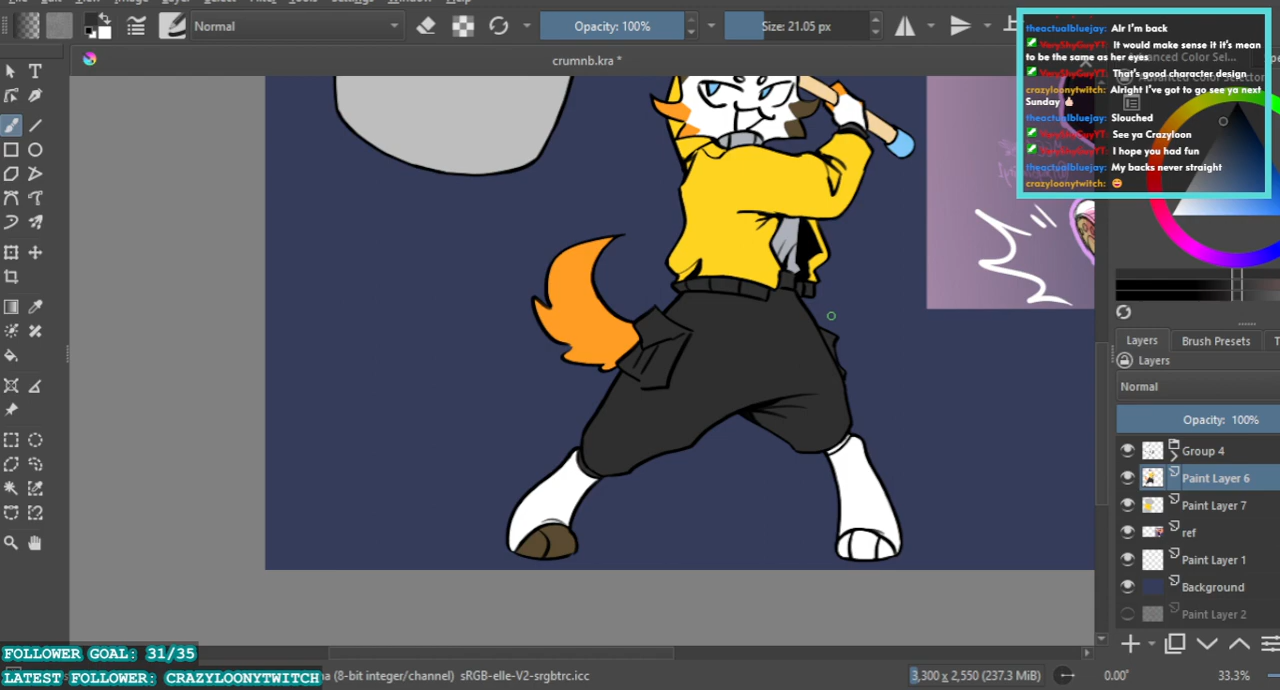 Normal
Opacity: 100%
Size: 21.05 px
crumnb.kra *
theactualbluejay: Alr I'm back
VeryShyGuyYT: It would make sense it it's mean
to be the same as her eyes
VeryShyGuyYT: That's good character design
crazyloonytwitch: Alright I've got to go see ya next
Sunday
theactualbluejay: Slouched
VeryShyGuyYT: See ya Crazyloon
VeryShyGuyYT: I hope you had fun
theactualbluejay: My backs never straight
crazyloonytwitch:
Layers
Brush Presets
Layers
Normal
Opacity: 100%
Group 4
Paint Layer 6
Paint Layer 7
ref
Paint Layer 1
Background
Paint Layer 2
FOLLOWER GOAL: 31/35
LATEST FOLLOWER: CRAZYLOONYTWITCH
(8-bit integer/channel) sRGB-elle-V2-srgbtrc.icc
3,300 x 2,550 (237.3 MiB)
0.00°
33.3%